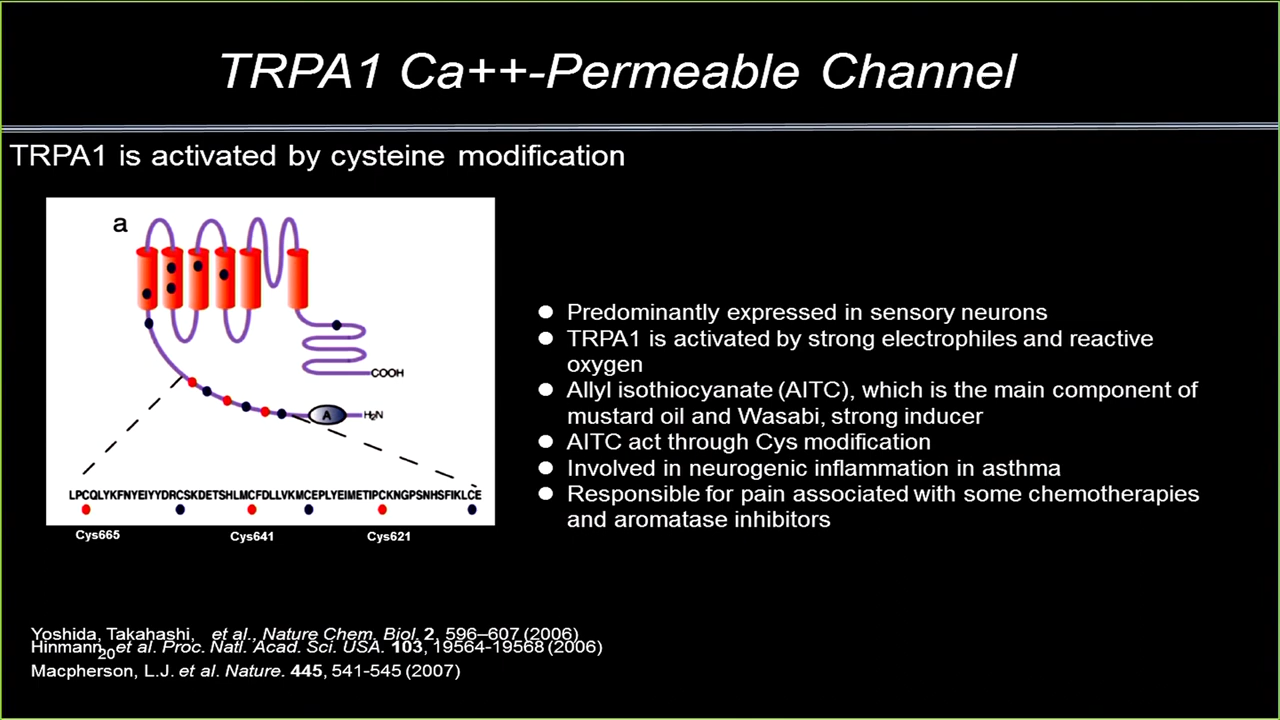 TRPA1 Ca++-Permeable Channel
TRPA1 is activated by cysteine modification
a
COOH
A
H₂N
LPCQLYKFNYEIYYDRCSKDETSHLMCFDLLVKMCEPLYEIMETIPCKNGPSNHSFIKLCE
Cys665
Cys641
Cys621
● Predominantly expressed in sensory neurons
● TRPA1 is activated by strong electrophiles and reactive
oxygen
● Allyl isothiocyanate (AITC), which is the main component of
mustard oil and Wasabi, strong inducer
● AITC act through Cys modification
● Involved in neurogenic inflammation in asthma
● Responsible for pain associated with some chemotherapies
and aromatase inhibitors
Yoshida, Takahashi, et al., Nature Chem. Biol. 2, 596–607 (2006)
Hinmann, et al. Proc. Natl. Acad. Sci. USA. 103, 19564-19568 (2006)
20
Macpherson, L.J. et al. Nature. 445, 541-545 (2007)